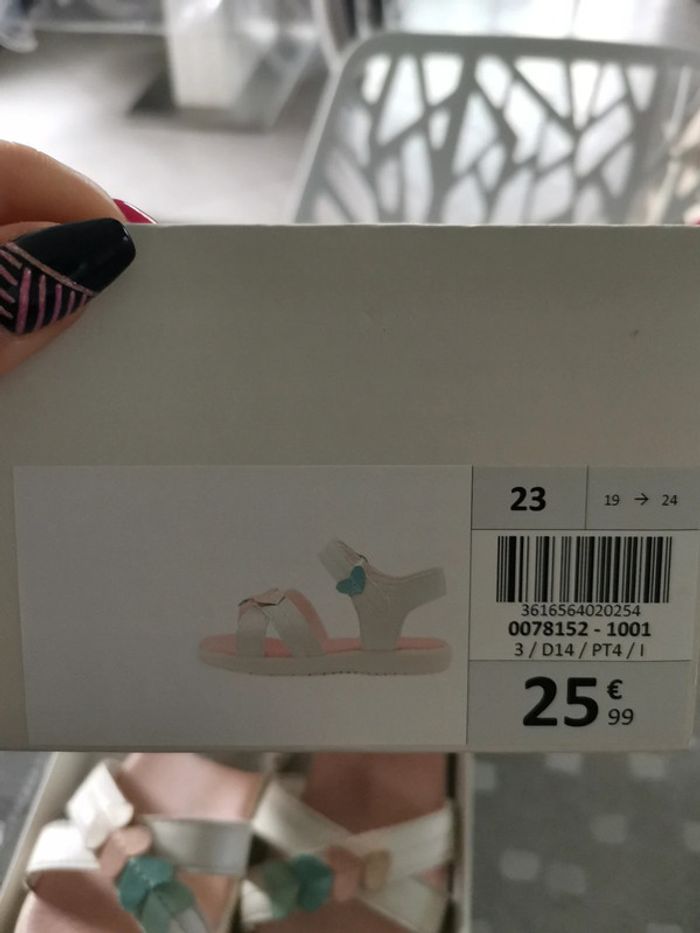 23
19 → 24
3616564020254
0078152 - 1001
3 / D14 / PT4 / I
25 € 99